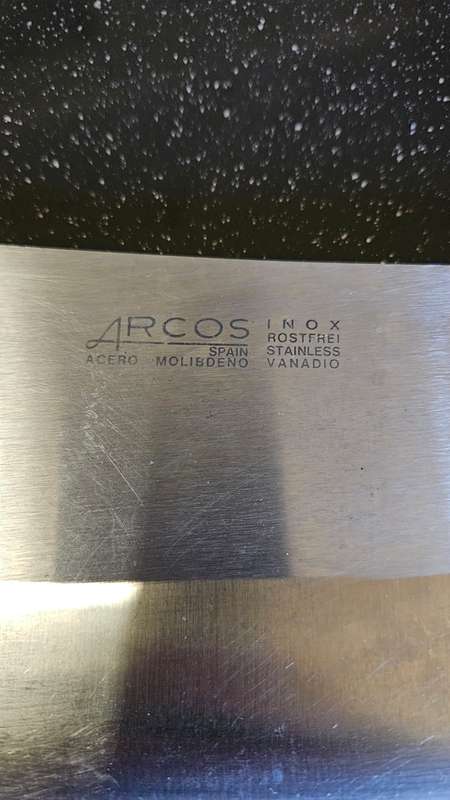 ARCOS INOX
ROSTFREI
SPAIN STAINLESS
ACERO MOLIBDENO VANADIO